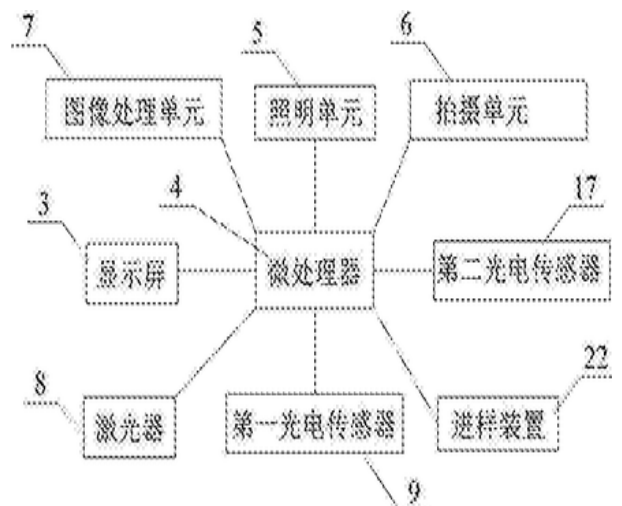 7
5
6
图像处理单元
照明单元
拍摄单元
3
4
17
显示屏
微处理器
第二光电传感器
8
22
激光器
第一光电传感器
进样装置
9